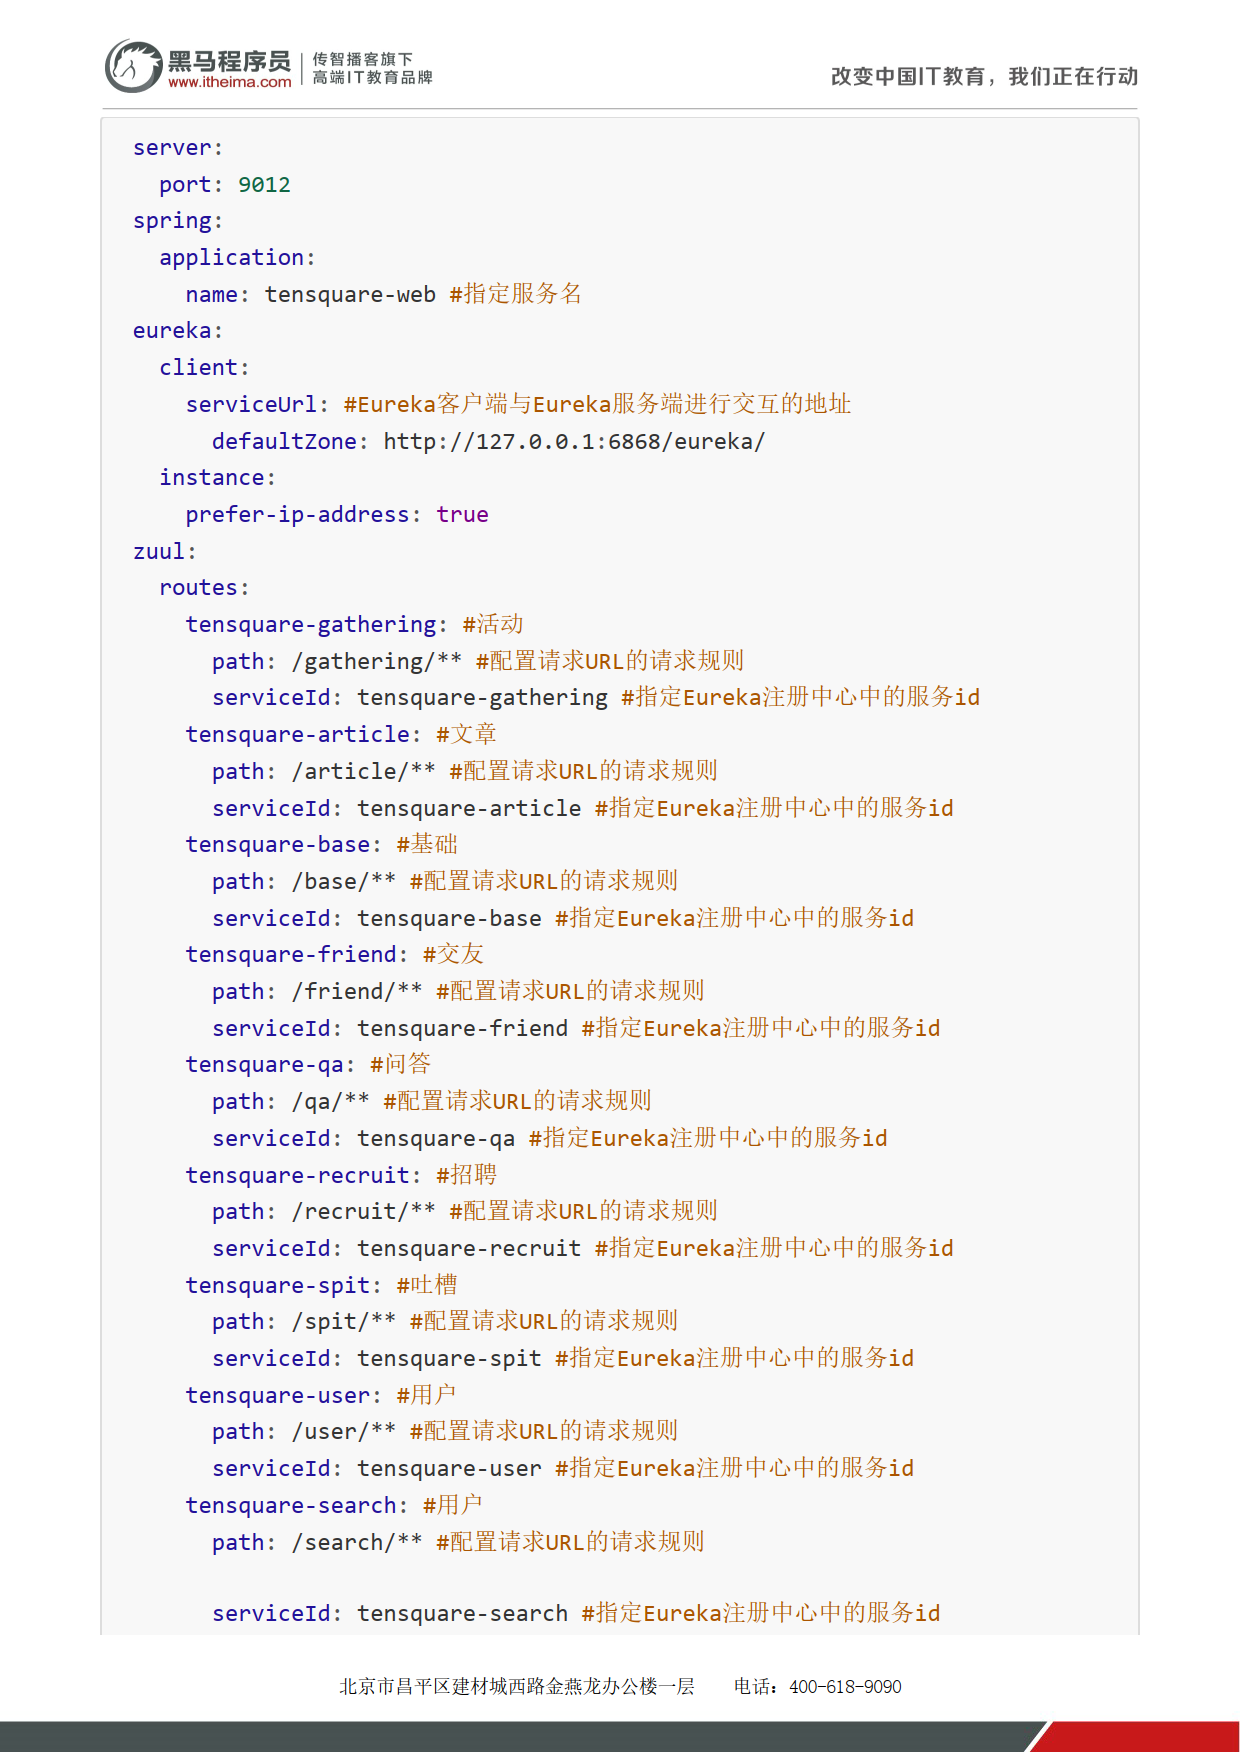 黑马程序员
www.itheima.com
传智播客旗下
高端IT教育品牌
改变中国IT教育，我们正在行动
server:
  port: 9012
spring:
  application:
    name: tensquare-web #指定服务名
eureka:
  client:
    serviceUrl: #Eureka客户端与Eureka服务端进行交互的地址
      defaultZone: http://127.0.0.1:6868/eureka/
  instance:
    prefer-ip-address: true
zuul:
  routes:
    tensquare-gathering: #活动
      path: /gathering/** #配置请求URL的请求规则
      serviceId: tensquare-gathering #指定Eureka注册中心中的服务id
    tensquare-article: #文章
      path: /article/** #配置请求URL的请求规则
      serviceId: tensquare-article #指定Eureka注册中心中的服务id
    tensquare-base: #基础
      path: /base/** #配置请求URL的请求规则
      serviceId: tensquare-base #指定Eureka注册中心中的服务id
    tensquare-friend: #交友
      path: /friend/** #配置请求URL的请求规则
      serviceId: tensquare-friend #指定Eureka注册中心中的服务id
    tensquare-qa: #问答
      path: /qa/** #配置请求URL的请求规则
      serviceId: tensquare-qa #指定Eureka注册中心中的服务id
    tensquare-recruit: #招聘
      path: /recruit/** #配置请求URL的请求规则
      serviceId: tensquare-recruit #指定Eureka注册中心中的服务id
    tensquare-spit: #吐槽
      path: /spit/** #配置请求URL的请求规则
      serviceId: tensquare-spit #指定Eureka注册中心中的服务id
    tensquare-user: #用户
      path: /user/** #配置请求URL的请求规则
      serviceId: tensquare-user #指定Eureka注册中心中的服务id
    tensquare-search: #用户
      path: /search/** #配置请求URL的请求规则
      serviceId: tensquare-search #指定Eureka注册中心中的服务id
北京市昌平区建材城西路金燕龙办公楼一层 电话：400-618-9090